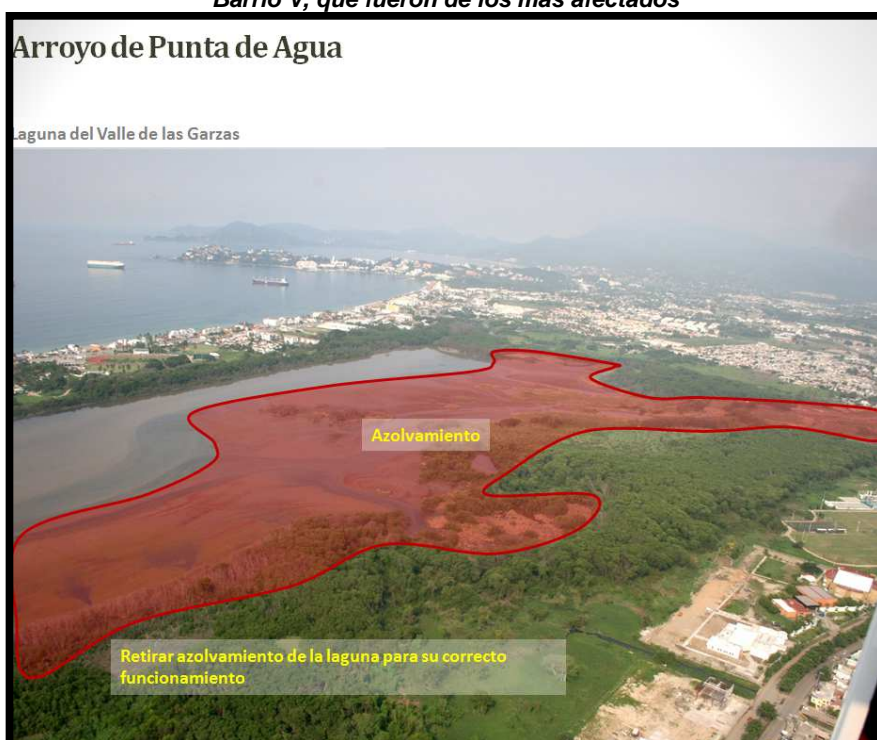 Barrio V, que fueron de los más afectados
Arroyo de Punta de Agua
Laguna del Valle de las Garzas
Azolvamiento
Retirar azolvamiento de la laguna para su correcto
funcionamiento